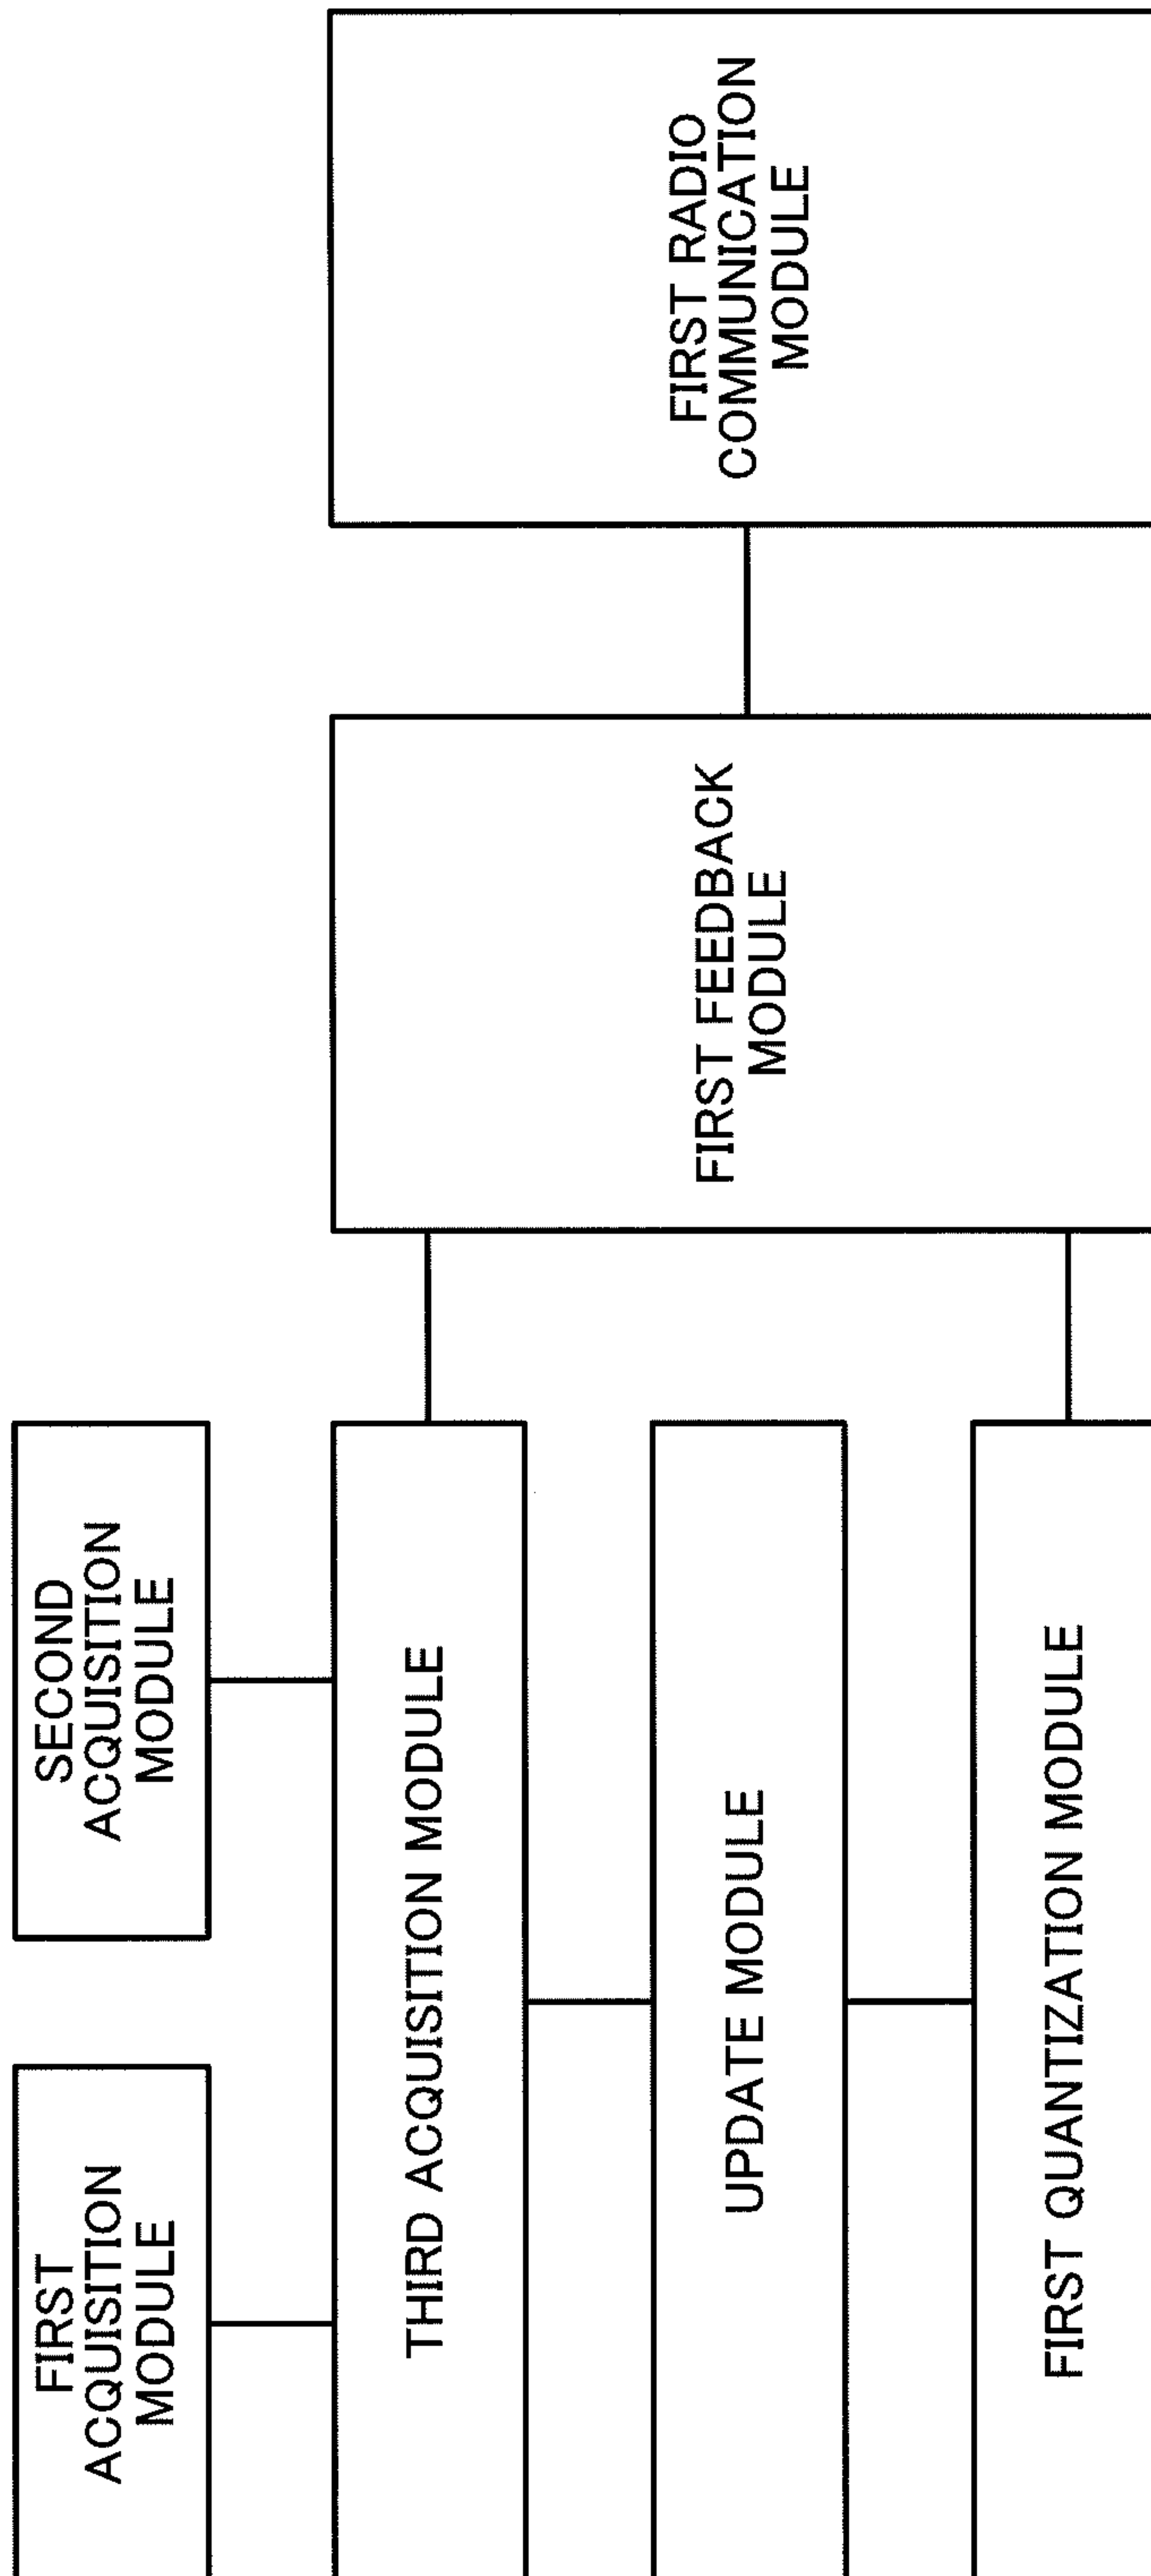 FIRST
ACQUISITION
MODULE
SECOND
ACQUISITION
MODULE
THIRD ACQUISITION MODULE
UPDATE MODULE
FIRST QUANTIZATION MODULE
FIRST FEEDBACK
MODULE
FIRST RADIO
COMMUNICATION
MODULE